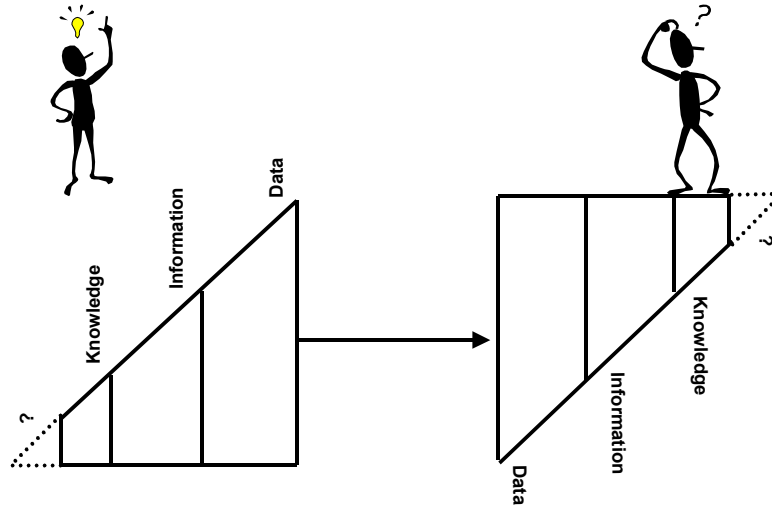 ?
Data
Information
Knowledge
?
?
Knowledge
Information
Data